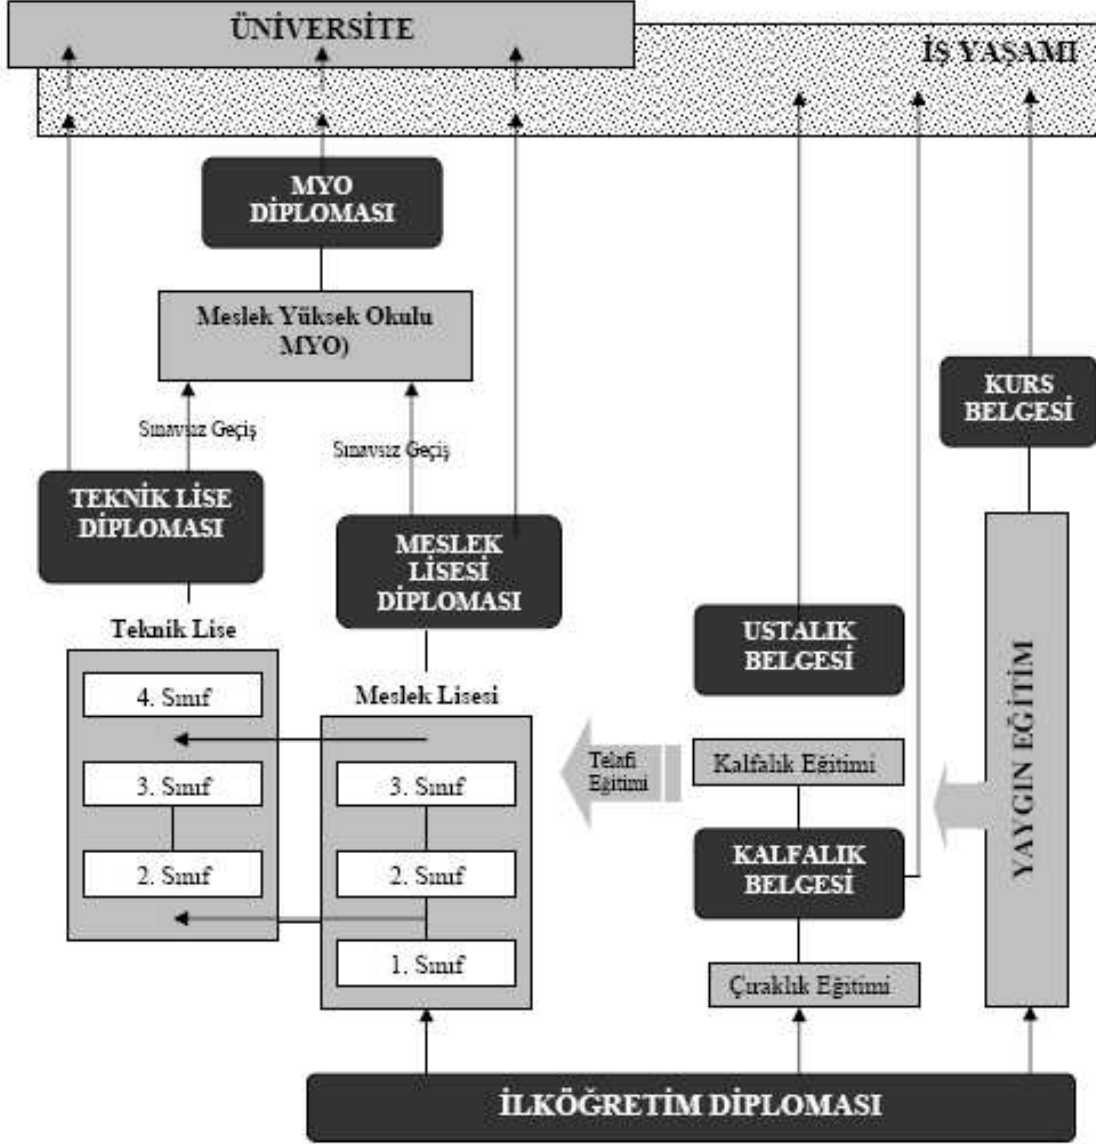 ÜNİVERSİTE
İŞ YAŞAMI
MYO
DİPLOMASI
Meslek Yüksek Okulu
MYO)
KURS
BELGESİ
Sınavsız Geçiş
Sınavsız Geçiş
TEKNİK LİSE
DİPLOMASI
MESLEK
LİSESİ
DİPLOMASI
Teknik Lise
USTALIK
BELGESİ
YAYGIN EĞİTİM
4. Sınıf
Meslek Lisesi
3. Sınıf
3. Sınıf
Telafi
Eğitimi
Kalfalık Eğitimi
2. Sınıf
2. Sınıf
KALFALIK
BELGESİ
1. Sınıf
Çıraklık Eğitimi
İLKÖĞRETİM DİPLOMASI